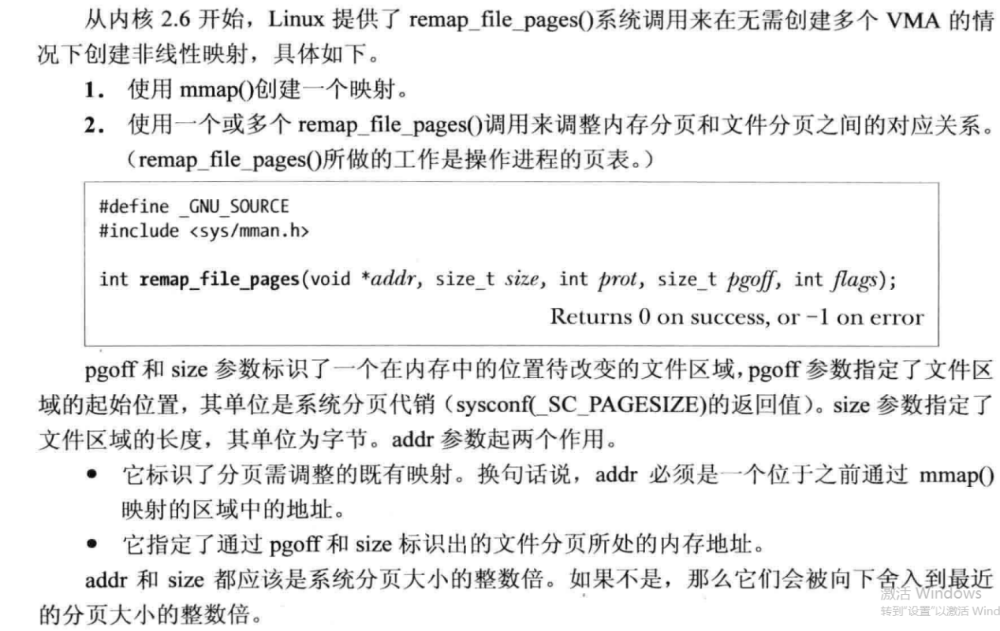 从内核 2.6 开始，Linux 提供了 remap_file_pages()系统调用来在无需创建多个 VMA 的情
况下创建非线性映射，具体如下。
1. 使用 mmap()创建一个映射。
2. 使用一个或多个 remap_file_pages()调用来调整内存分页和文件分页之间的对应关系。
（remap_file_pages()所做的工作是操作进程的页表。）
#define _GNU_SOURCE
#include <sys/mman.h>
int remap_file_pages(void *addr, size_t size, int prot, size_t pgoff, int flags);
Returns 0 on success, or −1 on error
pgoff 和 size 参数标识了一个在内存中的位置待改变的文件区域，pgoff 参数指定了文件区
域的起始位置，其单位是系统分页代销（sysconf(_SC_PAGESIZE)的返回值）。size 参数指定了
文件区域的长度，其单位为字节。addr 参数起两个作用。
● 它标识了分页需调整的既有映射。换句话说，addr 必须是一个位于之前通过 mmap()
映射的区域中的地址。
● 它指定了通过 pgoff 和 size 标识出的文件分页所处的内存地址。
addr 和 size 都应该是系统分页大小的整数倍。如果不是，那么它们会被向下舍入到最近
的分页大小的整数倍。
激活 Windows
转到“设置”以激活 Wind